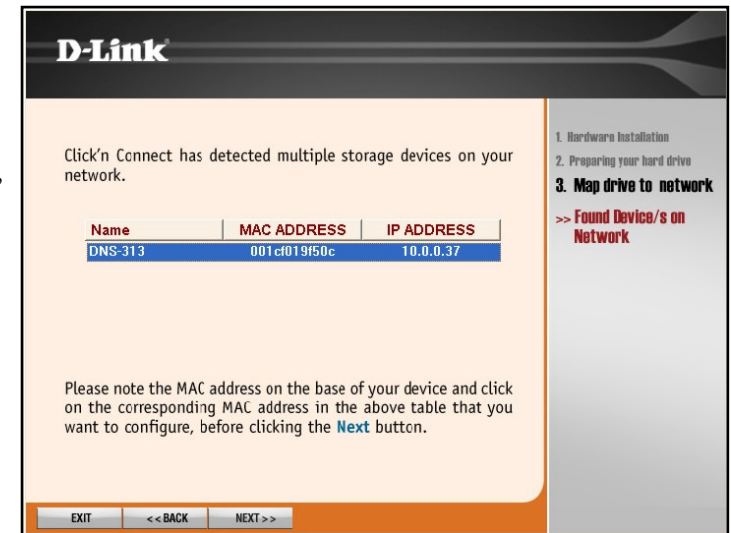 D-Link
Click'n Connect has detected multiple storage devices on your
network.
Name MAC ADDRESS IP ADDRESS
DNS-313 001cf019f50c 10.0.0.37
Please note the MAC address on the base of your device and click
on the corresponding MAC address in the above table that you
want to configure, before clicking the Next button.
EXIT << BACK NEXT >>
1. Hardware Installation
2. Preparing your hard drive
3. Map drive to network
>> Found Device/s on
Network